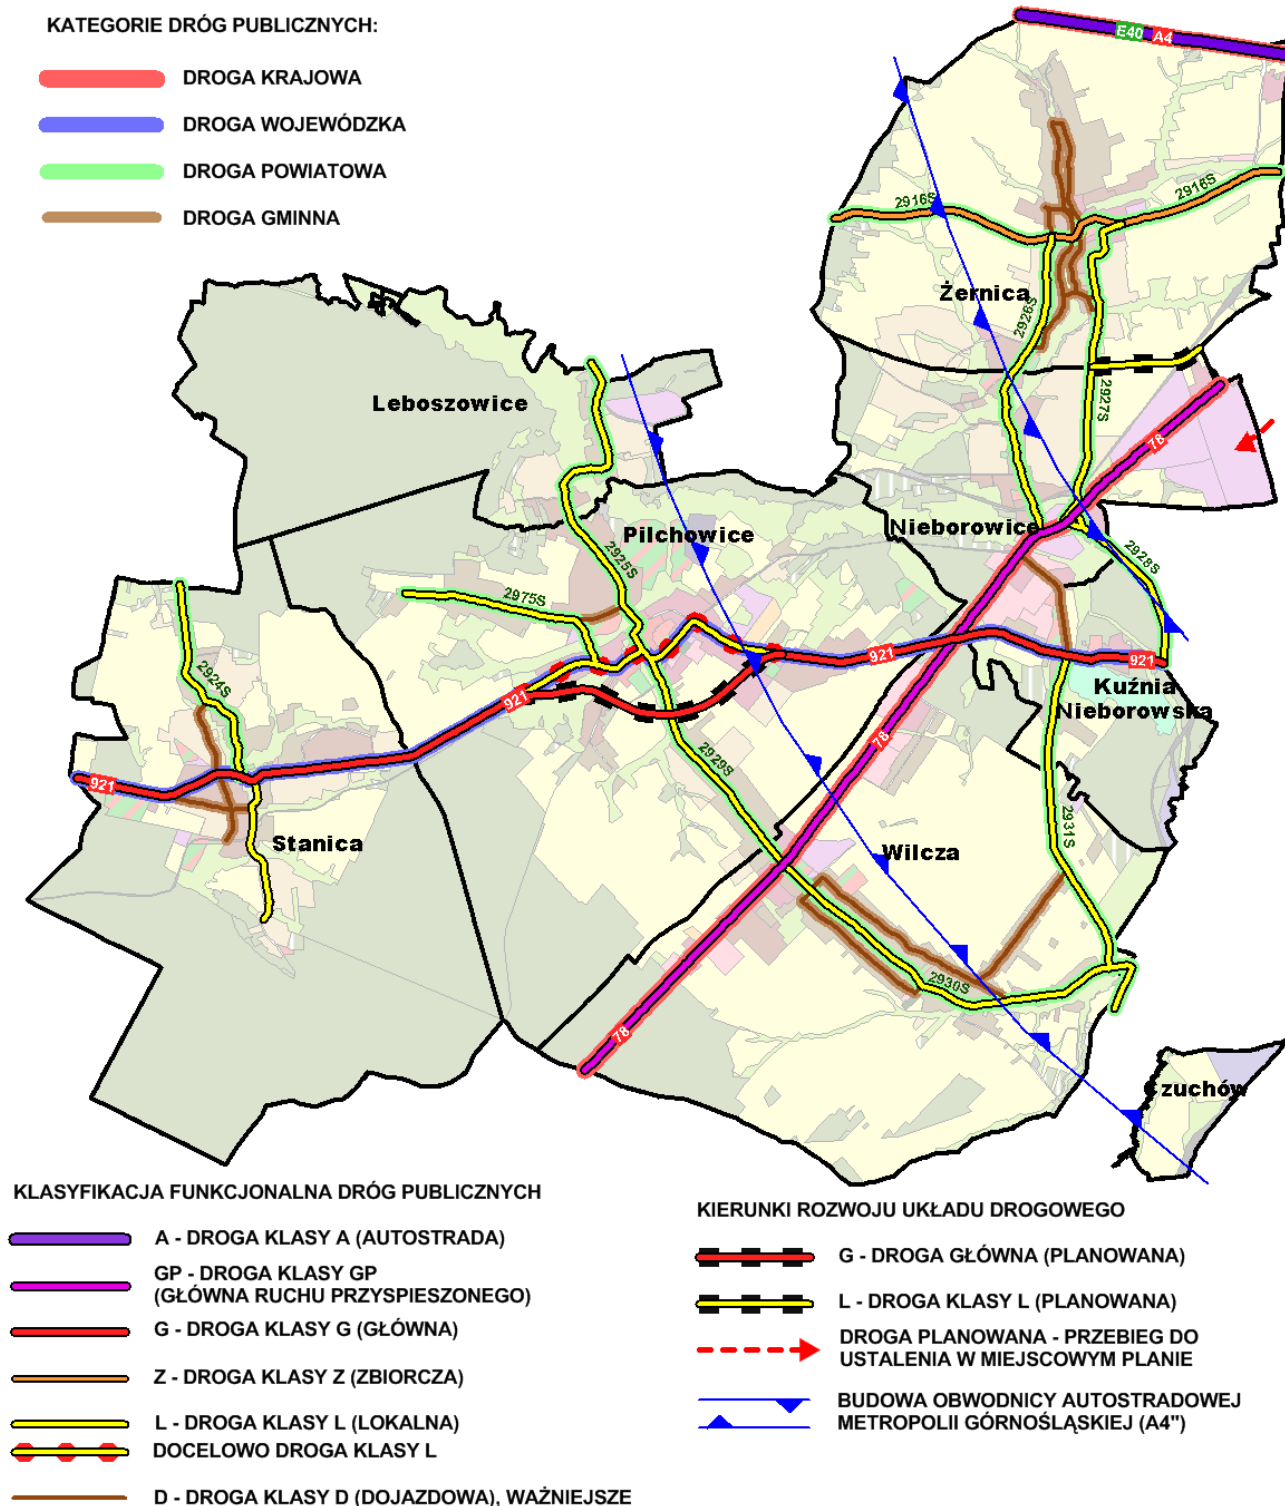 KATEGORIE DRÓG PUBLICZNYCH:
DROGA KRAJOWA
DROGA WOJEWÓDZKA
DROGA POWIATOWA
DROGA GMINNA
E40 A4
2916S
2916S
Żernica
2926S
2927S
Leboszowice
78
Pilchowice
Nieborowice
2925S
2928S
2975S
921
921
Kuźnia
Nieborowska
2924S
921
78
2929S
921
2931S
Stanica
Wilcza
2930S
78
Czuchów
KLASYFIKACJA FUNKCJONALNA DRÓG PUBLICZNYCH
A - DROGA KLASY A (AUTOSTRADA)
GP - DROGA KLASY GP
(GŁÓWNA RUCHU PRZYSPIESZONEGO)
G - DROGA KLASY G (GŁÓWNA)
Z - DROGA KLASY Z (ZBIORCZA)
L - DROGA KLASY L (LOKALNA)
DOCELOWO DROGA KLASY L
D - DROGA KLASY D (DOJAZDOWA), WAŻNIEJSZE
KIERUNKI ROZWOJU UKŁADU DROGOWEGO
G - DROGA GŁÓWNA (PLANOWANA)
L - DROGA KLASY L (PLANOWANA)
DROGA PLANOWANA - PRZEBIEG DO
USTALENIA W MIEJSCOWYM PLANIE
BUDOWA OBWODNICY AUTOSTRADOWEJ
METROPOLII GÓRNOŚLĄSKIEJ (A4")